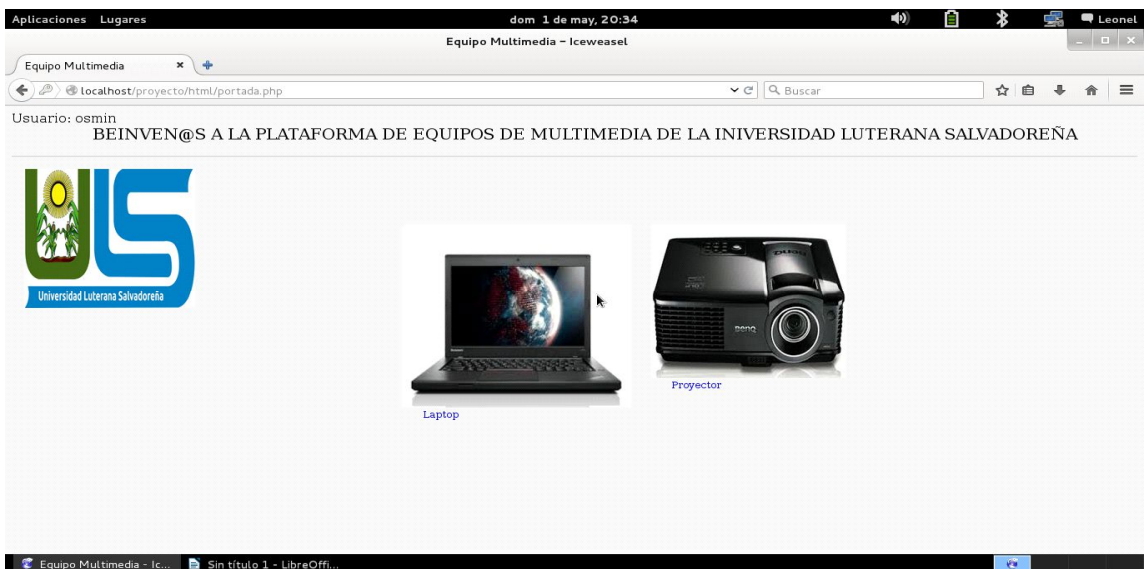 Aplicaciones Lugares dom 1 de may, 20:34 Leonel
Equipo Multimedia - Iceweasel
Equipo Multimedia
localhost/proyecto/html/portada.php Buscar
Usuario: osmin
BEINVEN@S A LA PLATAFORMA DE EQUIPOS DE MULTIMEDIA DE LA INIVERSIDAD LUTERANA SALVADOREÑA
ULS
Universidad Luterana Salvadoreña
BenQ
Proyector
Laptop
Equipo Multimedia - Ic... Sin título 1 - LibreOffi...